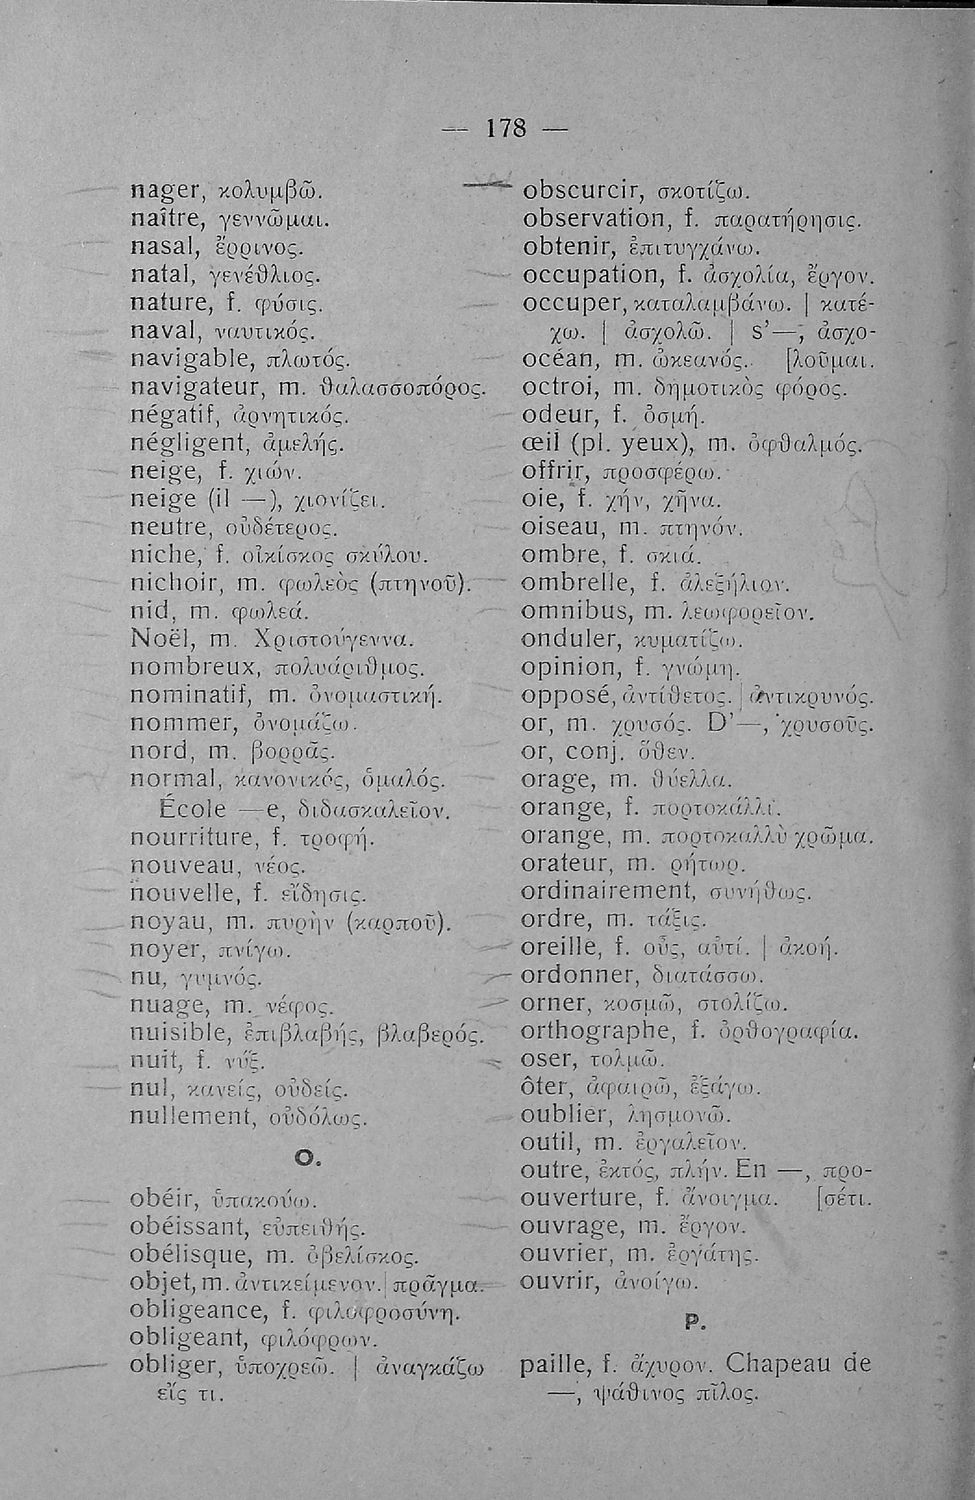 — 178 —
nager, κολυμβῶ.
naître, γεννῶμαι.
nasal, ἔρρινος.
natal, γενέθλιος.
nature, f. φύσις.
naval, ναυτικός.
navigable, πλωτός.
navigateur, m. θαλασσοπόρος.
négatif, ἀρνητικός.
négligent, ἀμελής.
neige, f. χιών.
neige (il —), χιονίζει.
neutre, οὐδέτερος.
niche, f. οἰκίσκος σκύλου.
nichoir, m. φωλεὸς (πτηνοῦ).
nid, m. φωλεά.
Noël, m. Χριστούγεννα.
nombreux, πολυάριθμος.
nominatif, m. ὀνομαστική.
nommer, ὀνομάζω.
nord, m. βορρᾶς.
normal, κανονικός, ὁμαλός.
École —e, διδασκαλεῖον.
nourriture, f. τροφή.
nouveau, νέος.
nouvelle, f. εἴδησις.
noyau, m. πυρὴν (καρποῦ).
noyer, πνίγω.
nu, γυμνός.
nuage, m. νέφος.
nuisible, ἐπιβλαβής, βλαβερός.
nuit, f. νύξ.
nul, κανείς, οὐδείς.
nullement, οὐδόλως.
O.
obéir, ὑπακούω.
obéissant, εὐπειθής.
obélisque, m. ὀβελίσκος.
objet, m. ἀντικείμενον. | πρᾶγμα.
obligeance, f. φιλοφροσύνη.
obligeant, φιλόφρων.
obliger, ὑποχρεῶ. | ἀναγκάζω
εἴς τι.
obscurcir, σκοτίζω.
observation, f. παρατήρησις.
obtenir, ἐπιτυγχάνω.
occupation, f. ἀσχολία, ἔργον.
occuper, καταλαμβάνω. | κατέ-
χω. | ἀσχολῶ. | s'—, ἀσχο-
océan, m. ὠκεανός. [λοῦμαι.
octroi, m. δημοτικὸς φόρος.
odeur, f. ὀσμή.
œil (pl. yeux), m. ὀφθαλμός.
offrir, προσφέρω.
oie, f. χήν, χῆνα.
oiseau, m. πτηνόν.
ombre, f. σκιά.
ombrelle, f. ἀλεξήλιον.
omnibus, m. λεωφορεῖον.
onduler, κυματίζω.
opinion, f. γνώμη.
opposé, ἀντίθετος. | ἀντικρυνός.
or, m. χρυσός. D'—, χρυσοῦς.
or, conj. ὅθεν.
orage, m. θύελλα.
orange, f. πορτοκάλλι.
orange, m. πορτοκαλλὺ χρῶμα.
orateur, m. ρήτωρ.
ordinairement, συνήθως.
ordre, m. τάξις.
oreille, f. οὖς, αὐτί. | ἀκοή.
ordonner, διατάσσω.
orner, κοσμῶ, στολίζω.
orthographe, f. ὀρθογραφία.
oser, τολμῶ.
ôter, ἀφαιρῶ, ἐξάγω.
oublier, λησμονῶ.
outil, m. ἐργαλεῖον.
outre, ἐκτός, πλήν. En —, προ-
ouverture, f. ἄνοιγμα. [σέτι.
ouvrage, m. ἔργον.
ouvrier, m. ἐργάτης.
ouvrir, ἀνοίγω.
P.
paille, f. ἄχυρον. Chapeau de
—, ψάθινος πῖλος.